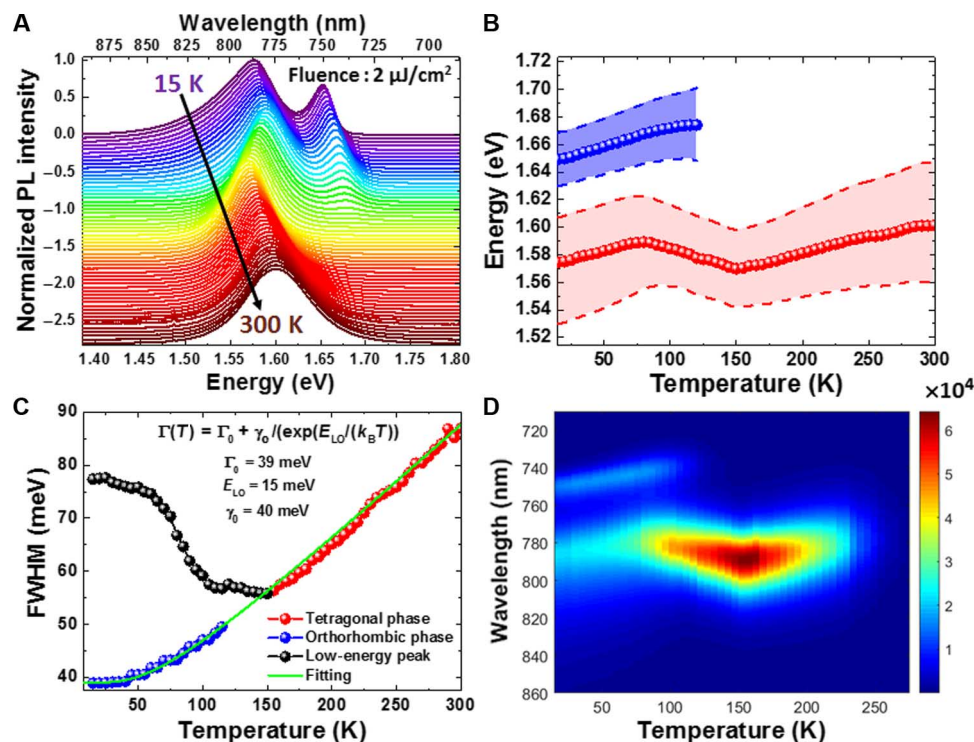 A
Wavelength (nm)
875 850 825 800 775 750 725 700
Normalized PL intensity
1.0
0.0
−0.5
−1.0
−1.5
−2.0
−2.5
Fluence : 2 μJ/cm²
15 K
300 K
1.40 1.45 1.50 1.55 1.60 1.65 1.70 1.75 1.80
Energy (eV)
B
Energy (eV)
1.72
1.70
1.68
1.66
1.64
1.62
1.60
1.58
1.56
1.54
1.52
50 100 150 200 250 300
Temperature (K)
C
FWHM (meV)
90
80
70
60
50
40
Γ(T) = Γ₀ + γₒ/(exp(E_LO/(k_BT))
Γ₀ = 39 meV
E_LO = 15 meV
γ₀ = 40 meV
Tetragonal phase
Orthorhombic phase
Low-energy peak
Fitting
0 50 100 150 200 250 300
Temperature (K)
D
×10⁴
Wavelength (nm)
720
740
760
780
800
820
840
860
50 100 150 200 250
Temperature (K)
6
5
4
3
2
1